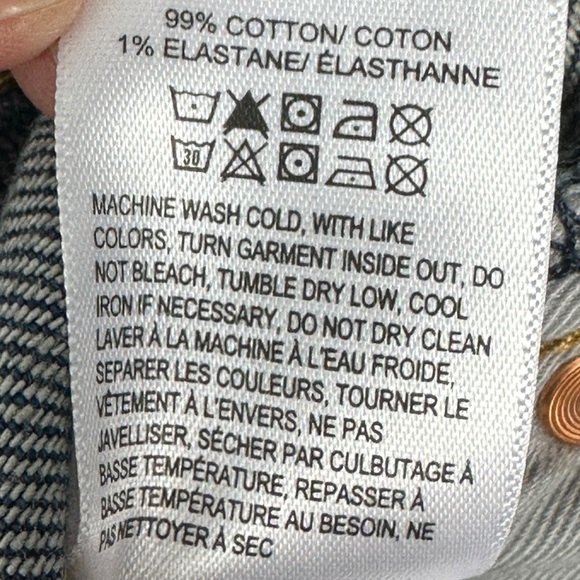 99% COTTON/ COTON
1% ELASTANE/ ÉLASTHANNE
30
MACHINE WASH COLD, WITH LIKE
COLORS, TURN GARMENT INSIDE OUT, DO
NOT BLEACH, TUMBLE DRY LOW, COOL
IRON IF NECESSARY, DO NOT DRY CLEAN
LAVER À LA MACHINE À L'EAU FROIDE,
SEPARER LES COULEURS, TOURNER LE
VÊTEMENT À L'ENVERS, NE PAS
JAVELLISER, SÉCHER PAR CULBUTAGE À
BASSE TEMPÉRATURE, REPASSER À
BASSE TEMPÉRATURE AU BESOIN, NE
PAS NETTOYER À SEC